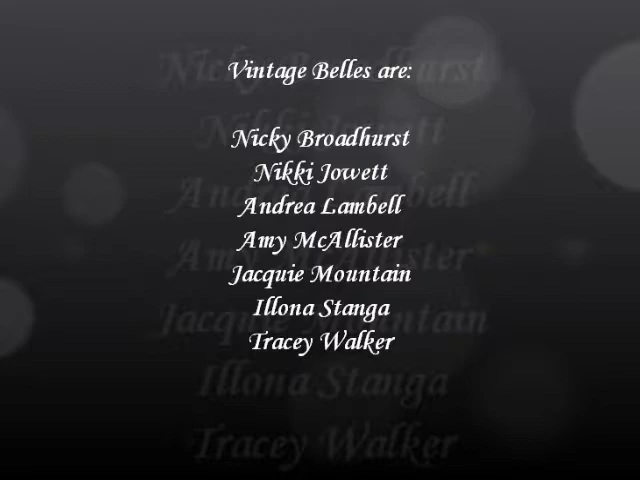 Vintage Belles are:
Nicky Broadhurst
Nikki Jowett
Andrea Lambell
Amy McAllister
Jacquie Mountain
Illona Stanga
Tracey Walker